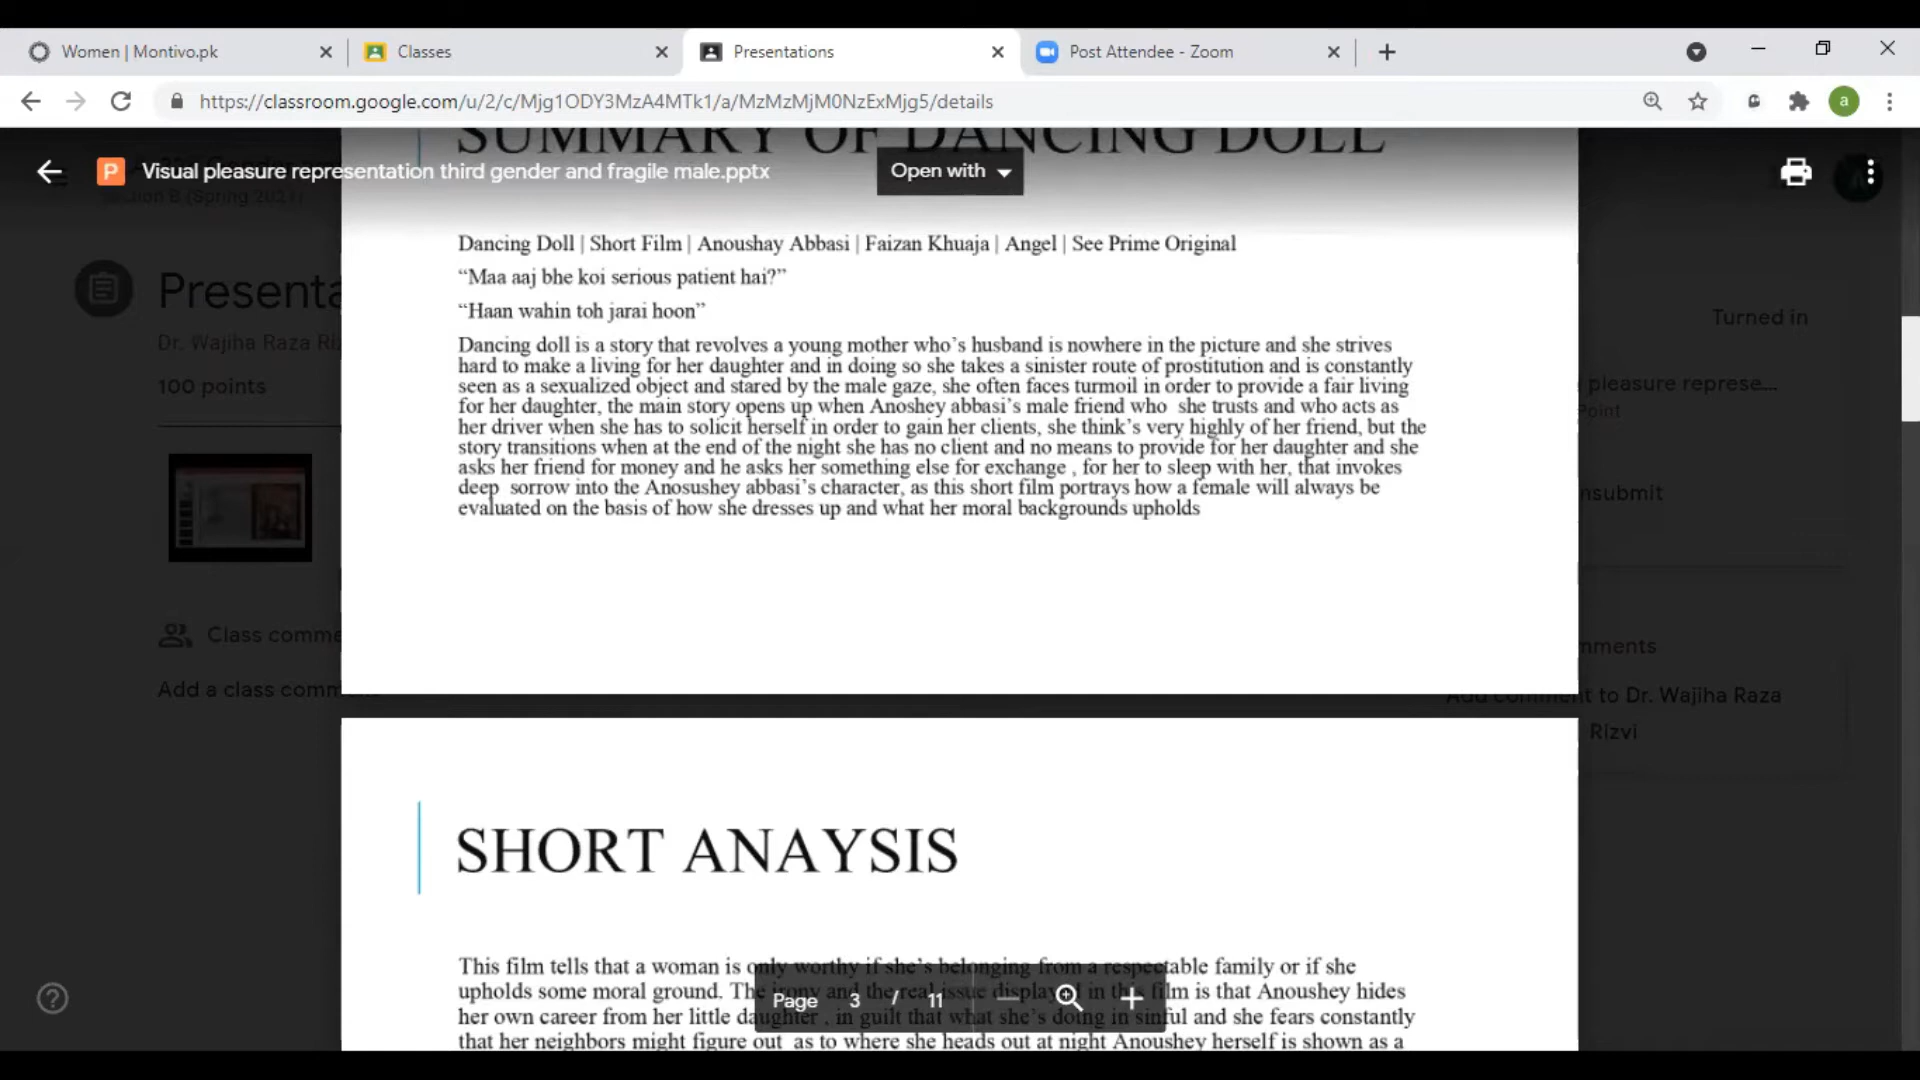 Women | Montivo.pk
Classes
Presentations
Post Attendee - Zoom
https://classroom.google.com/u/2/c/Mjg1ODY3MzA4MTk1/a/MzMzMjM0NzExMjg5/details
a
SUMMARY OF DANCING DOLL
P
Visual pleasure representation third gender and fragile male.pptx
Open with
(Spring 2021)
Dancing Doll | Short Film | Anoushay Abbasi | Faizan Khuaja | Angel | See Prime Original
“Maa aaj bhe koi serious patient hai?”
“Haan wahin toh jarai hoon”
Dancing doll is a story that revolves a young mother who’s husband is nowhere in the picture and she strives
hard to make a living for her daughter and in doing so she takes a sinister route of prostitution and is constantly
seen as a sexualized object and stared by the male gaze, she often faces turmoil in order to provide a fair living
for her daughter, the main story opens up when Anoshey abbasi’s male friend who she trusts and who acts as
her driver when she has to solicit herself in order to gain her clients, she think’s very highly of her friend, but the
story transitions when at the end of the night she has no client and no means to provide for her daughter and she
asks her friend for money and he asks her something else for exchange , for her to sleep with her, that invokes
deep sorrow into the Anosushey abbasi’s character, as this short film portrays how a female will always be
evaluated on the basis of how she dresses up and what her moral backgrounds upholds
Presenta
Dr. Wajiha Raza Ri
100 points
Class comme
Add a class comm
Turned in
pleasure represe...
Point
nsubmit
mments
Add comment to Dr. Wajiha Raza
Rizvi
SHORT ANAYSIS
This film tells that a woman is only worthy if she’s belonging from a respectable family or if she
upholds some moral ground. The irony and the real issue displayed in this film is that Anoushey hides
her own career from her little daughter , in guilt that what she’s doing in sinful and she fears constantly
that her neighbors might figure out as to where she heads out at night Anoushey herself is shown as a
Page 3 / 11